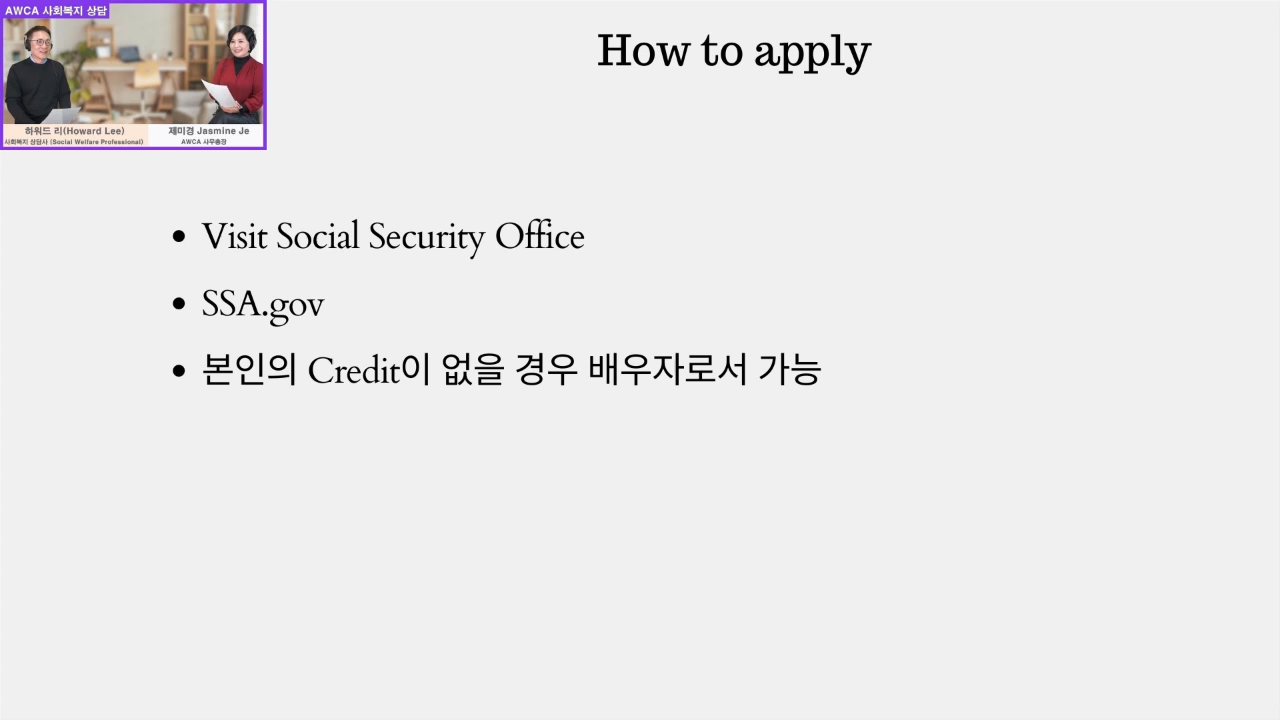 AWCA 사회복지 상담
하워드 리(Howard Lee)
사회복지 상담사 (Social Welfare Professional)
제미경 Jasmine Je
AWCA 사무총장
How to apply
• Visit Social Security Office
• SSA.gov
• 본인의 Credit이 없을 경우 배우자로서 가능